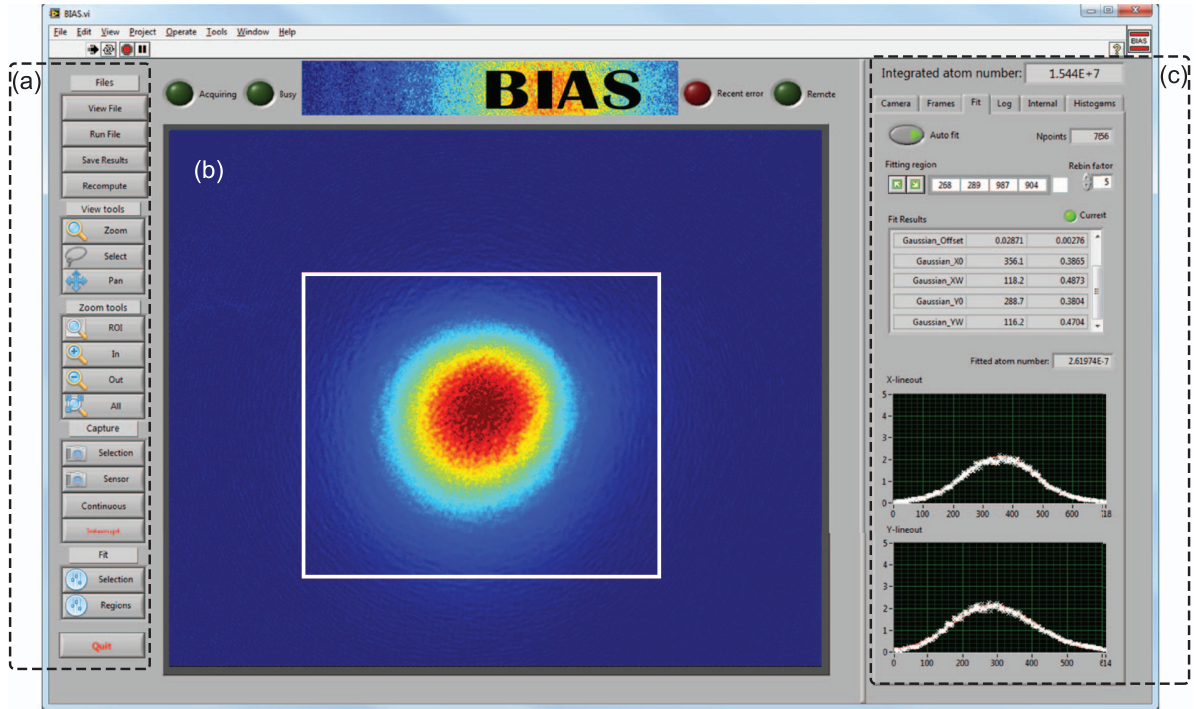 BIAS.vi
File Edit View Project Operate Tools Window Help
?
BIAS
(a)
Files
View File
Run File
Save Results
Recompute
View tools
Zoom
Select
Pan
Zoom tools
ROI
In
Out
All
Capture
Selection
Sensor
Continuous
Interrupt
Fit
Selection
Regions
Quit
Acquiring
Busy
BIAS
Recent error
Remote
(b)
(c)
Integrated atom number: 1.544E+7
Camera Frames Fit Log Internal Histograms
Auto fit
Npoints
Fitting region
Rebin factor
268 289 987 904
5
Fit Results
Current
Gaussian_Offset 0.02871 0.00276
Gaussian_X0 356.1 0.3865
Gaussian_XW 118.2 0.4873
Gaussian_Y0 288.7 0.3804
Gaussian_YW 116.2 0.4704
Fitted atom number: 2.61974E-7
X-lineout
5
4
3
2
1
0
0 100 200 300 400 500 600 718
Y-lineout
5
4
3
2
1
0
0 100 200 300 400 500 614